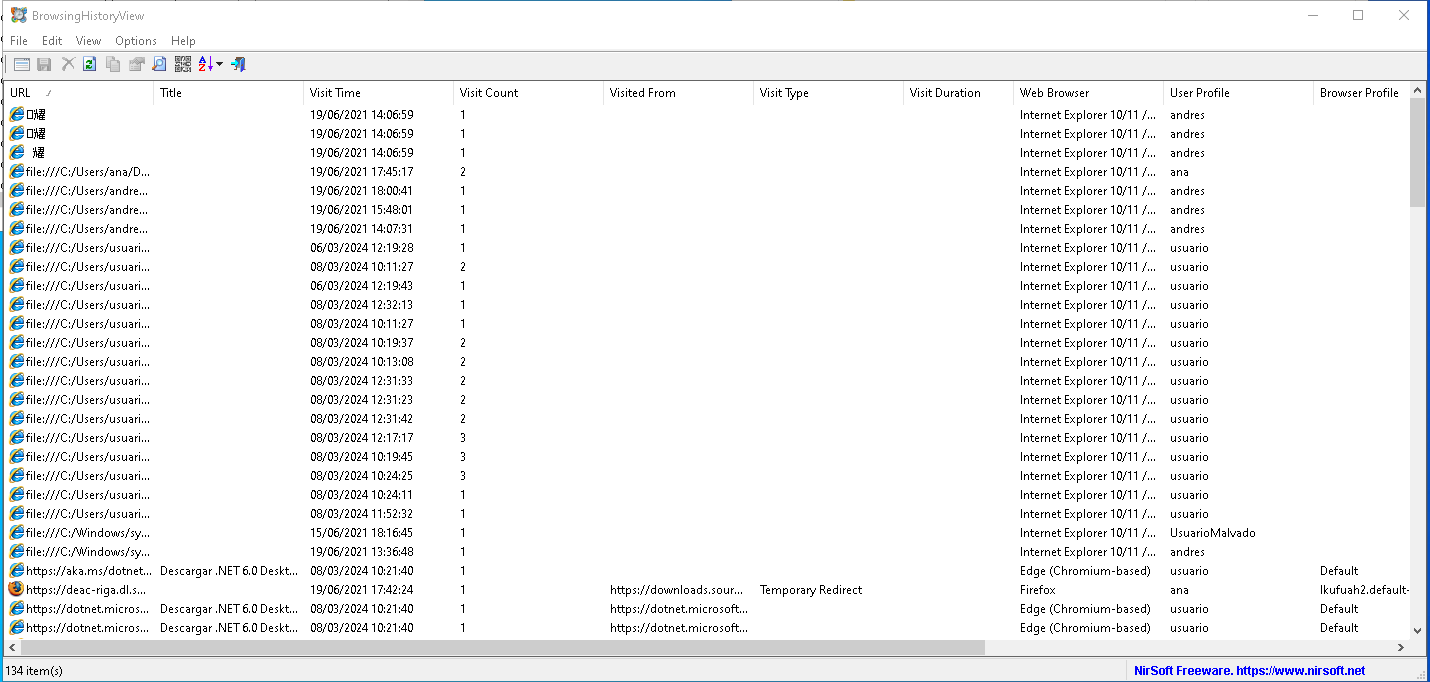 BrowsingHistoryView
File Edit View Options Help
URL Title Visit Time Visit Count Visited From Visit Type Visit Duration Web Browser User Profile Browser Profile
耀 19/06/2021 14:06:59 1 Internet Explorer 10/11 /... andres
耀 19/06/2021 14:06:59 1 Internet Explorer 10/11 /... andres
耀 19/06/2021 14:06:59 1 Internet Explorer 10/11 /... andres
file:///C:/Users/ana/D... 19/06/2021 17:45:17 2 Internet Explorer 10/11 /... ana
file:///C:/Users/andre... 19/06/2021 18:00:41 1 Internet Explorer 10/11 /... andres
file:///C:/Users/andre... 19/06/2021 15:48:01 1 Internet Explorer 10/11 /... andres
file:///C:/Users/andre... 19/06/2021 14:07:31 1 Internet Explorer 10/11 /... andres
file:///C:/Users/usuari... 06/03/2024 12:19:28 1 Internet Explorer 10/11 /... usuario
file:///C:/Users/usuari... 08/03/2024 10:11:27 2 Internet Explorer 10/11 /... usuario
file:///C:/Users/usuari... 06/03/2024 12:19:43 1 Internet Explorer 10/11 /... usuario
file:///C:/Users/usuari... 08/03/2024 12:32:13 1 Internet Explorer 10/11 /... usuario
file:///C:/Users/usuari... 08/03/2024 10:11:27 1 Internet Explorer 10/11 /... usuario
file:///C:/Users/usuari... 08/03/2024 10:19:37 2 Internet Explorer 10/11 /... usuario
file:///C:/Users/usuari... 08/03/2024 10:13:08 2 Internet Explorer 10/11 /... usuario
file:///C:/Users/usuari... 08/03/2024 12:31:33 2 Internet Explorer 10/11 /... usuario
file:///C:/Users/usuari... 08/03/2024 12:31:23 2 Internet Explorer 10/11 /... usuario
file:///C:/Users/usuari... 08/03/2024 12:31:42 2 Internet Explorer 10/11 /... usuario
file:///C:/Users/usuari... 08/03/2024 12:17:17 3 Internet Explorer 10/11 /... usuario
file:///C:/Users/usuari... 08/03/2024 10:19:45 3 Internet Explorer 10/11 /... usuario
file:///C:/Users/usuari... 08/03/2024 10:24:25 3 Internet Explorer 10/11 /... usuario
file:///C:/Users/usuari... 08/03/2024 10:24:11 1 Internet Explorer 10/11 /... usuario
file:///C:/Users/usuari... 08/03/2024 11:52:32 1 Internet Explorer 10/11 /... usuario
file:///C:/Windows/sy... 15/06/2021 18:16:45 1 Internet Explorer 10/11 /... UsuarioMalvado
file:///C:/Windows/sy... 19/06/2021 13:36:48 1 Internet Explorer 10/11 /... andres
https://aka.ms/dotnet... Descargar .NET 6.0 Deskt... 08/03/2024 10:21:40 1 Edge (Chromium-based) usuario Default
https://deac-riga.dl.s... 19/06/2021 17:42:24 1 https://downloads.sour... Temporary Redirect Firefox ana lkufuah2.default-
https://dotnet.micros... Descargar .NET 6.0 Deskt... 08/03/2024 10:21:40 1 https://dotnet.microsoft... Edge (Chromium-based) usuario Default
https://dotnet.micros... Descargar .NET 6.0 Deskt... 08/03/2024 10:21:40 1 https://dotnet.microsoft... Edge (Chromium-based) usuario Default
134 item(s) NirSoft Freeware. https://www.nirsoft.net